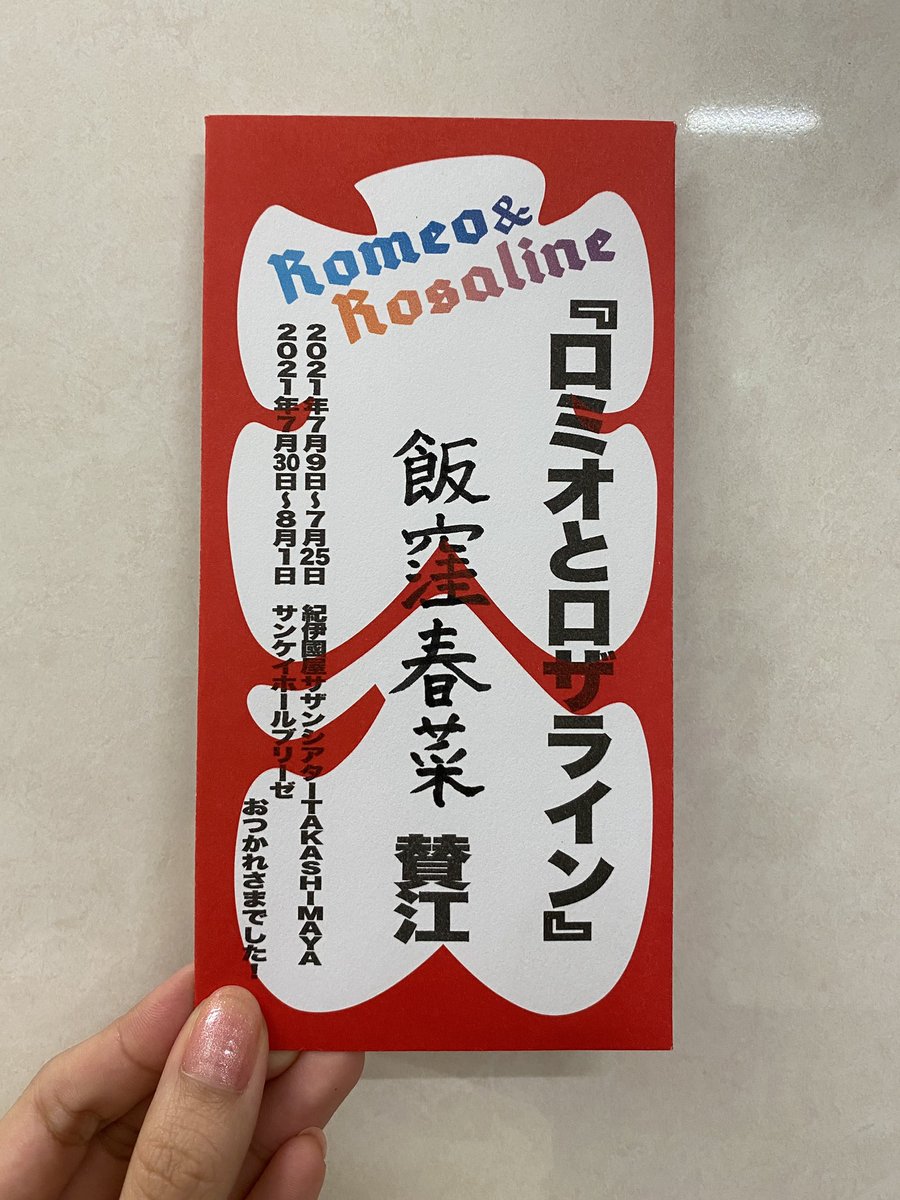 Romeo&
Rosaline
『ロミオとロザライン』
飯窪春菜 賛江
2021年7月9日~7月25日 紀伊國屋サザンシアターTAKASHIMAYA
2021年7月30日~8月1日 サンケイホールブリーゼ
おつかれさまでした!